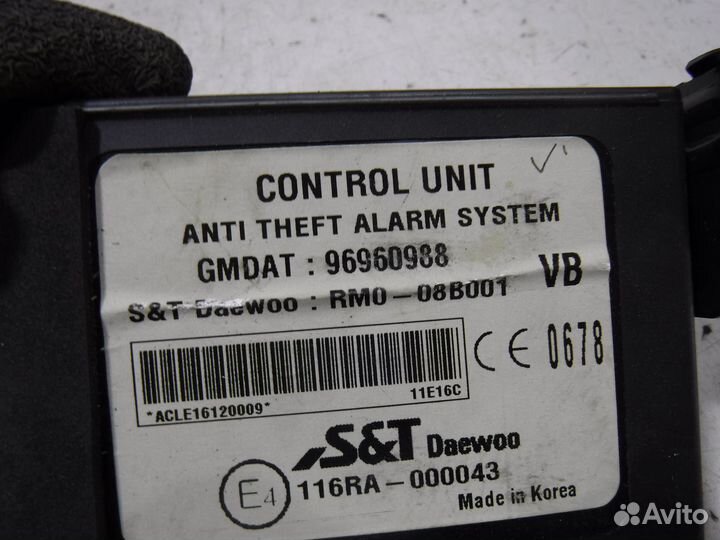 CONTROL UNIT
ANTI THEFT ALARM SYSTEM
GMDAT : 96960988
VB
S&T Daewoo : RM0-08B001
CE 0678
*ACLE16120009*
11E16C
S&T Daewoo
E4
116RA-000043
Made in Korea
Avito